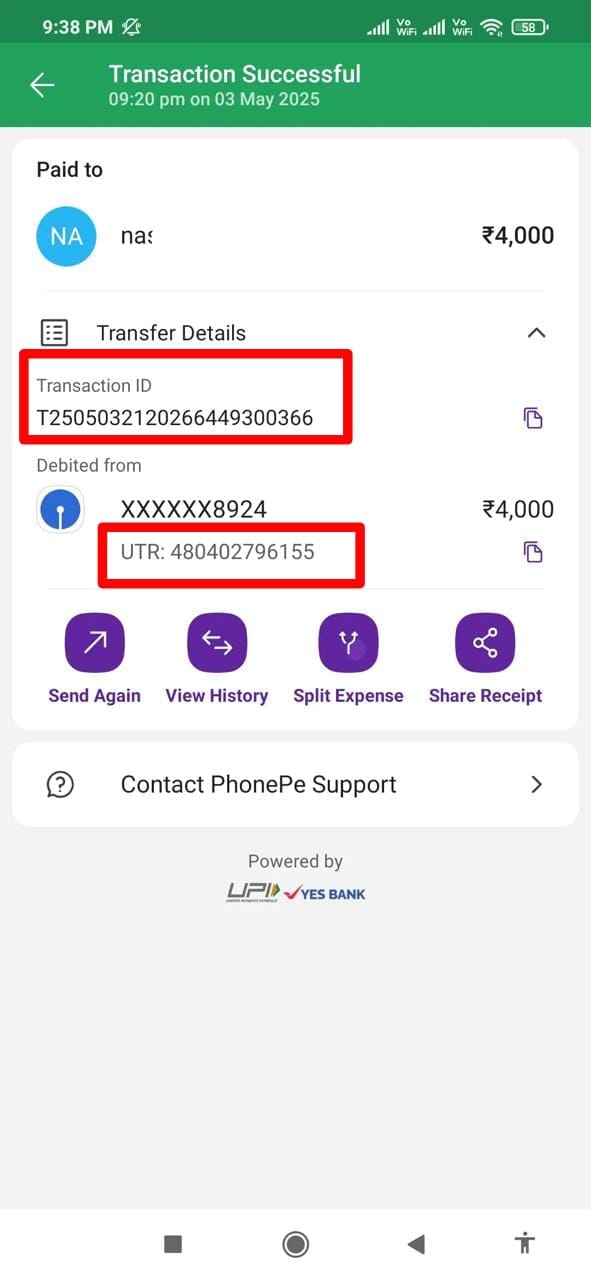 9:38 PM
Vo
WiFi
Vo
WiFi
58
Transaction Successful
09:20 pm on 03 May 2025
Paid to
NA
nas
₹4,000
Transfer Details
Transaction ID
T2505032120266449300366
Debited from
XXXXXX8924
₹4,000
UTR: 480402796155
Send Again
View History
Split Expense
Share Receipt
Contact PhonePe Support
Powered by
UPI
YES BANK